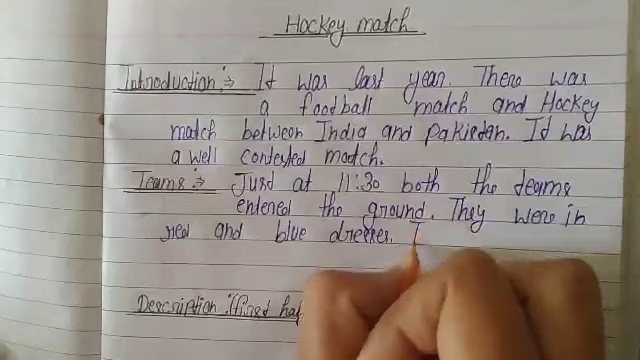 Hockey match
Introduction :→ It was last year. There was
a football match and Hockey
match between India and Pakistan. It was
a well contested match.
Teams :→ Just at 11:30 both the teams
entered the ground. They were in
red and blue dresses. I
Description :(first half